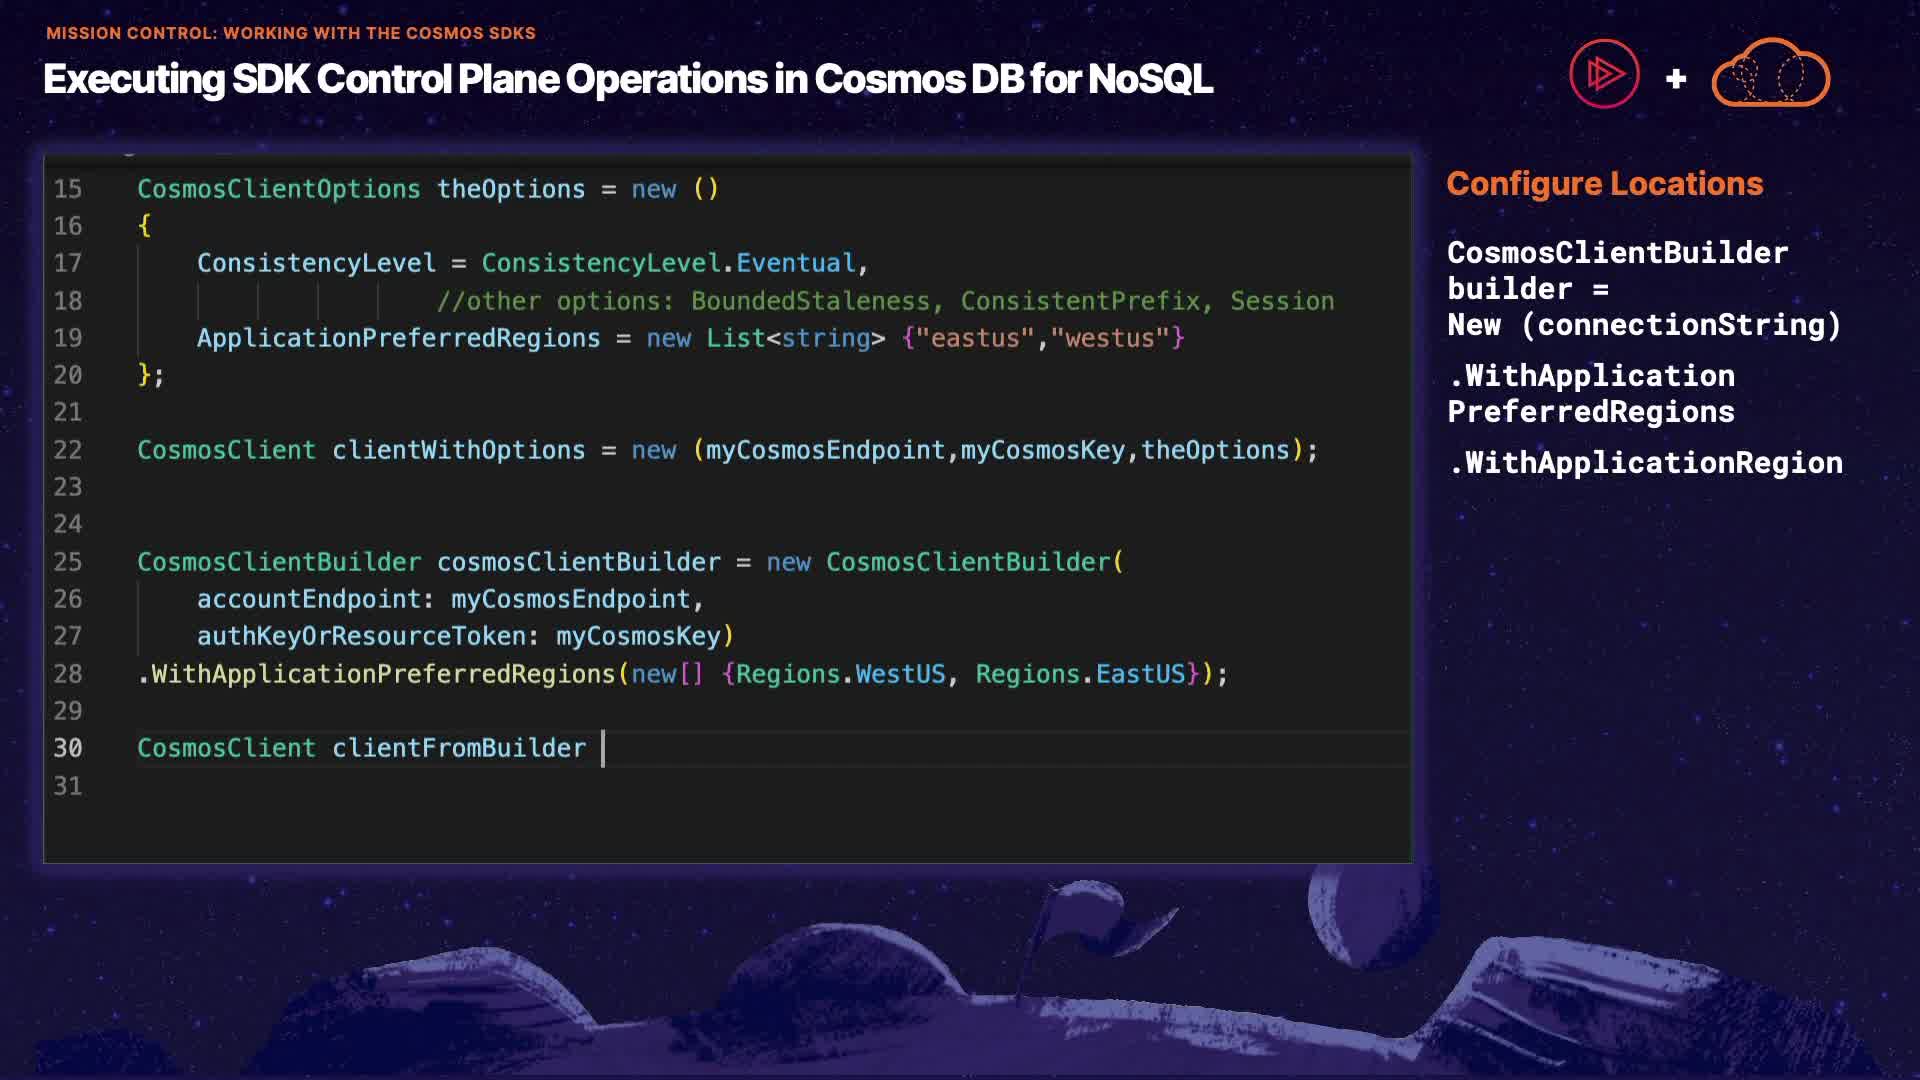 MISSION CONTROL: WORKING WITH THE COSMOS SDKS
Executing SDK Control Plane Operations in Cosmos DB for NoSQL
+
15 CosmosClientOptions theOptions = new ()
16 {
17 ConsistencyLevel = ConsistencyLevel.Eventual,
18 //other options: BoundedStaleness, ConsistentPrefix, Session
19 ApplicationPreferredRegions = new List<string> {"eastus","westus"}
20 };
21
22 CosmosClient clientWithOptions = new (myCosmosEndpoint,myCosmosKey,theOptions);
23
24
25 CosmosClientBuilder cosmosClientBuilder = new CosmosClientBuilder(
26 accountEndpoint: myCosmosEndpoint,
27 authKeyOrResourceToken: myCosmosKey)
28 .WithApplicationPreferredRegions(new[] {Regions.WestUS, Regions.EastUS});
29
30 CosmosClient clientFromBuilder
31
Configure Locations
CosmosClientBuilder
builder =
New (connectionString)
.WithApplication
PreferredRegions
.WithApplicationRegion